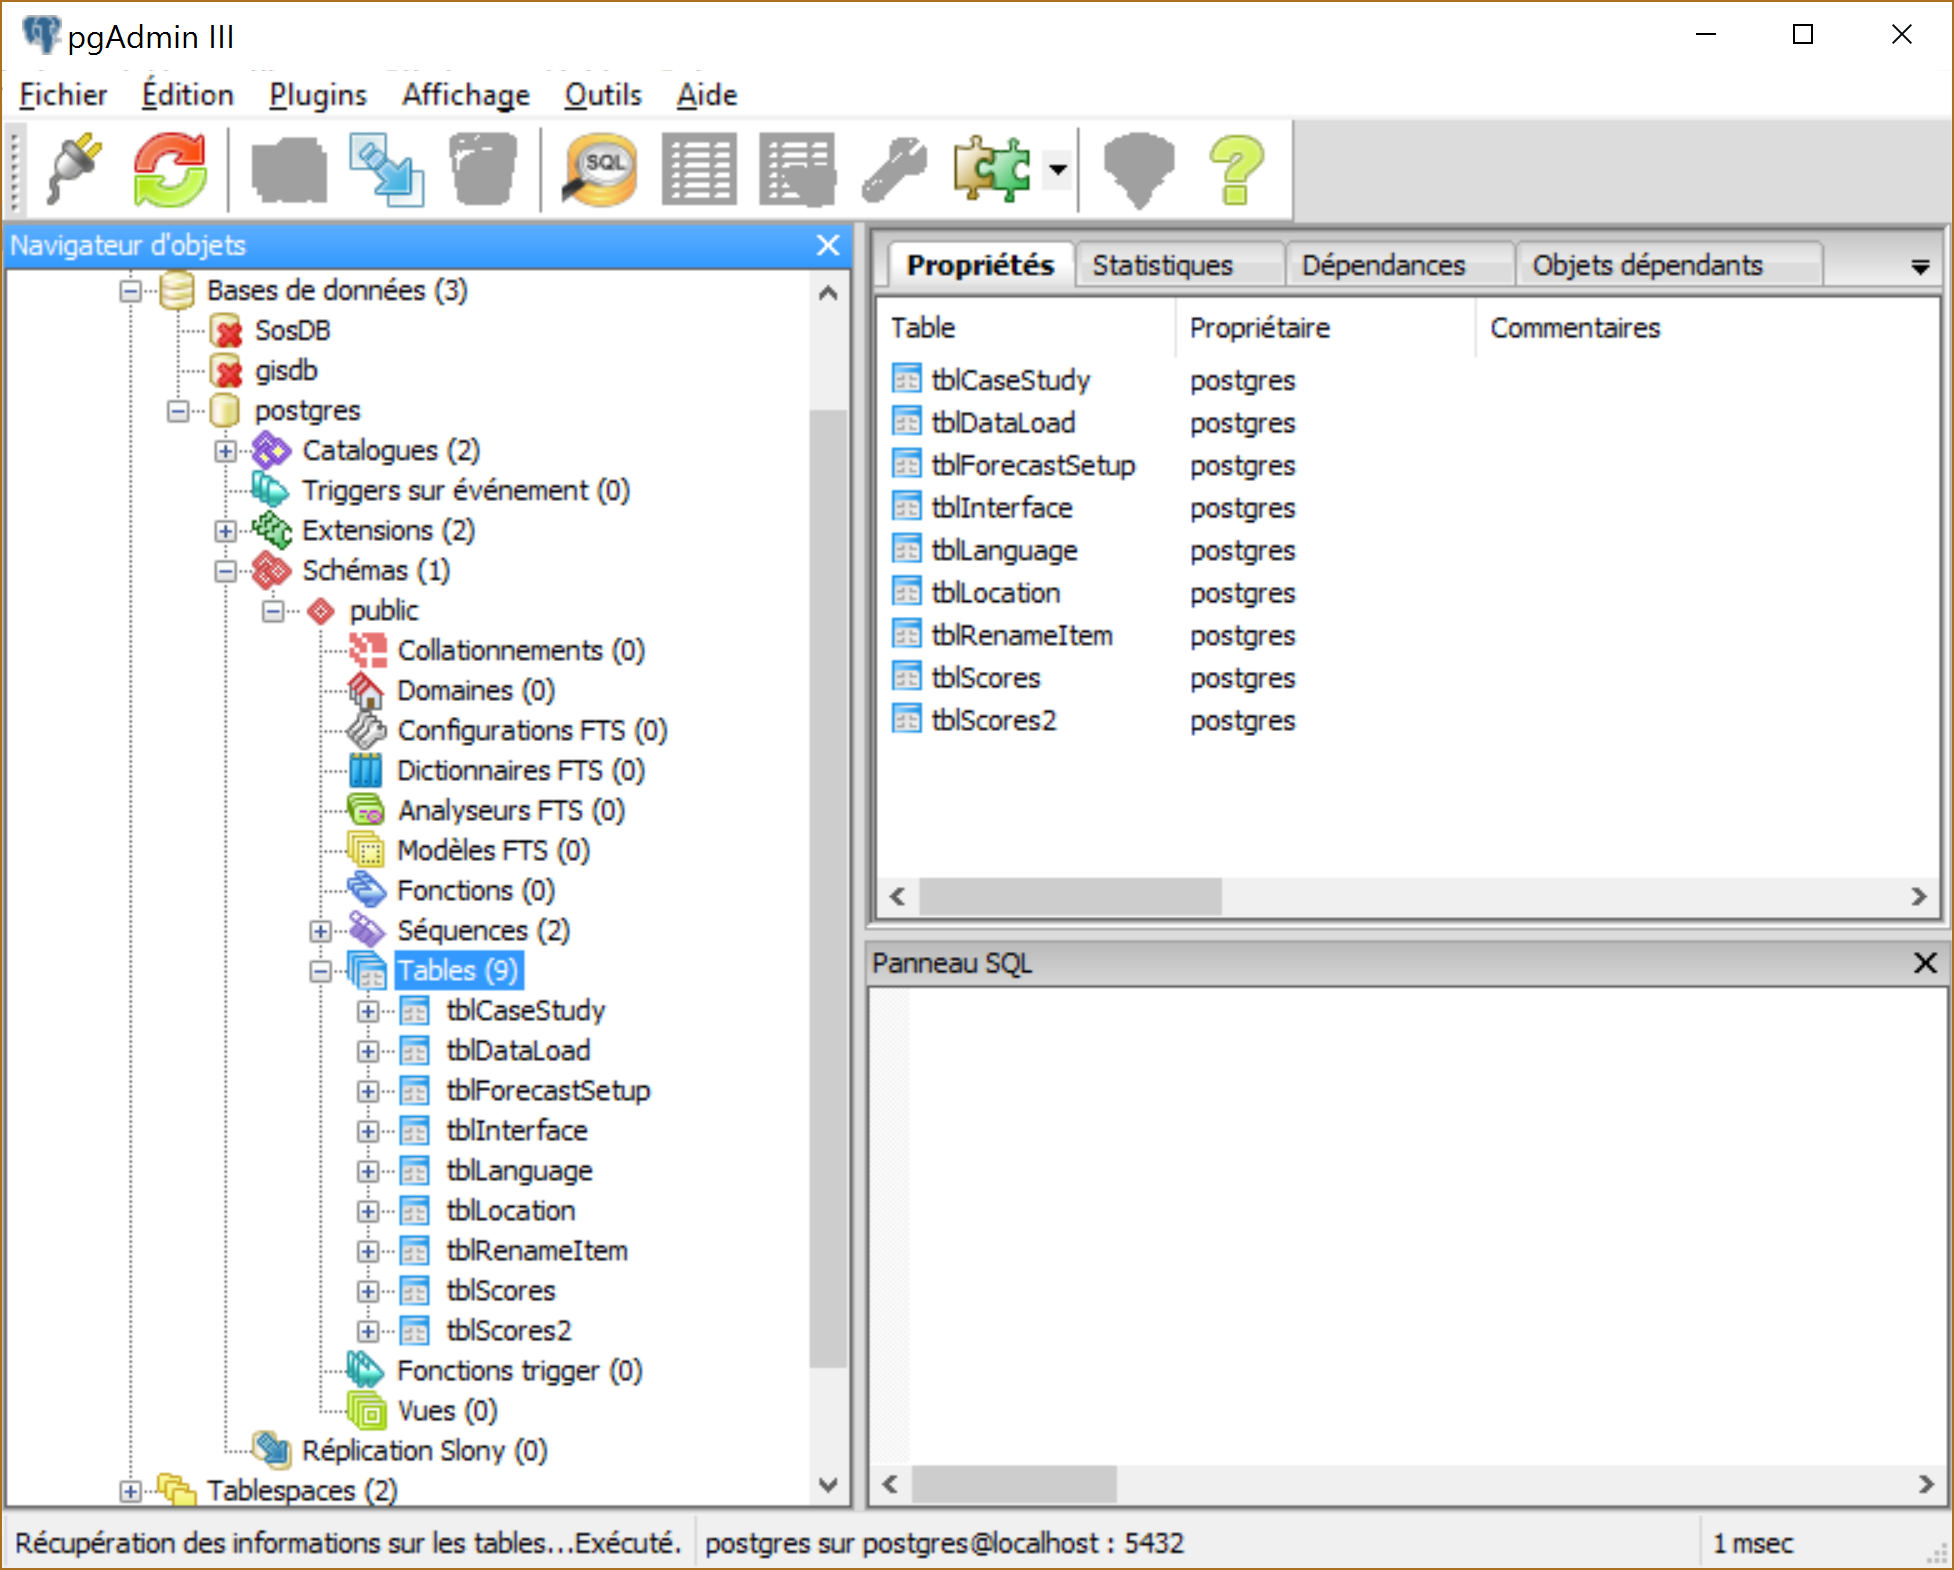 pgAdmin III
Fichier Édition Plugins Affichage Outils Aide
SQL
Navigateur d'objets
Bases de données (3)
SosDB
gisdb
postgres
Catalogues (2)
Triggers sur événement (0)
Extensions (2)
Schémas (1)
public
Collationnements (0)
Domaines (0)
Configurations FTS (0)
Dictionnaires FTS (0)
Analyseurs FTS (0)
Modèles FTS (0)
Fonctions (0)
Séquences (2)
Tables (9)
tblCaseStudy
tblDataLoad
tblForecastSetup
tblInterface
tblLanguage
tblLocation
tblRenameItem
tblScores
tblScores2
Fonctions trigger (0)
Vues (0)
Réplication Slony (0)
Tablespaces (2)
Propriétés Statistiques Dépendances Objets dépendants
Table Propriétaire Commentaires
tblCaseStudy postgres
tblDataLoad postgres
tblForecastSetup postgres
tblInterface postgres
tblLanguage postgres
tblLocation postgres
tblRenameItem postgres
tblScores postgres
tblScores2 postgres
Panneau SQL
Récupération des informations sur les tables...Exécuté. postgres sur postgres@localhost : 5432 1 msec